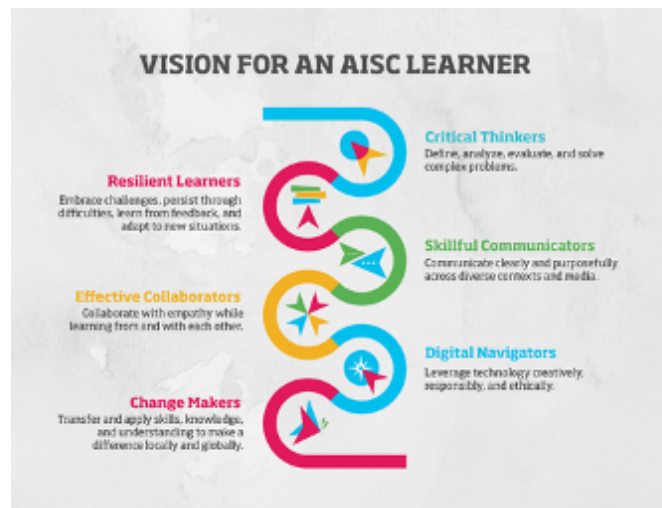 VISION FOR AN AISC LEARNER
Critical Thinkers
Define, analyze, evaluate, and solve
complex problems.
Resilient Learners
Embrace challenges, persist through
difficulties, learn from feedback, and
adapt to new situations.
Skillful Communicators
Communicate clearly and purposefully
across diverse contexts and media.
Effective Collaborators
Collaborate with empathy while
learning from and with each other.
Digital Navigators
Leverage technology creatively,
responsibly, and ethically.
Change Makers
Transfer and apply skills, knowledge,
and understanding to make a
difference locally and globally.